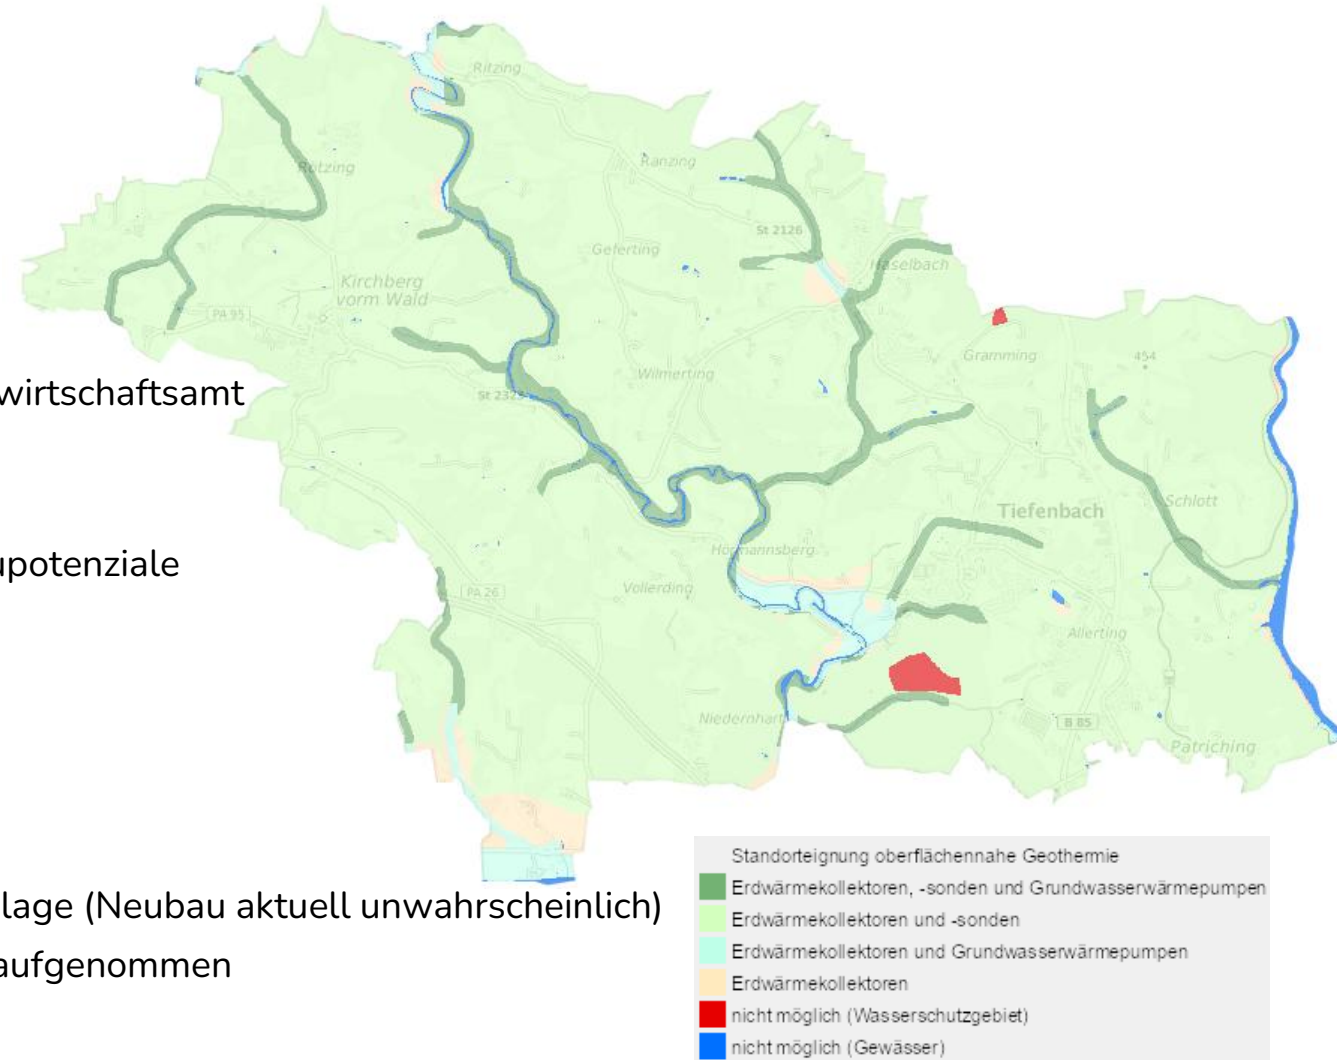 Ritzing
Rötzing
Ranzing
St 2126
Geferting
Haselbach
Kirchberg
vorm Wald
PA 95
Gramming
454
Wilmerting
wirtschaftsamt
St 2323
Schlott
Tiefenbach
Hörmannsberg
upotenziale
Vollerding
PA 26
Allerting
Niedernhart
B 85
Patriching
Standorteignung oberflächennahe Geothermie
Erdwärmekollektoren, -sonden und Grundwasserwärmepumpen
lage (Neubau aktuell unwahrscheinlich)
Erdwärmekollektoren und -sonden
Erdwärmekollektoren und Grundwasserwärmepumpen
aufgenommen
Erdwärmekollektoren
nicht möglich (Wasserschutzgebiet)
nicht möglich (Gewässer)